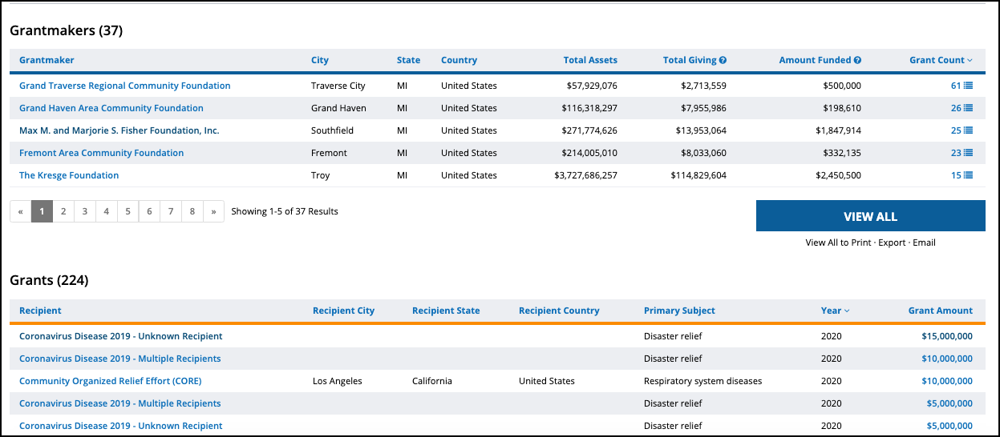 Grantmakers (37)
Grantmaker City State Country Total Assets Total Giving Amount Funded Grant Count
Grand Traverse Regional Community Foundation Traverse City MI United States $57,929,076 $2,713,559 $500,000 61
Grand Haven Area Community Foundation Grand Haven MI United States $116,318,297 $7,955,986 $198,610 26
Max M. and Marjorie S. Fisher Foundation, Inc. Southfield MI United States $271,774,626 $13,953,064 $1,847,914 25
Fremont Area Community Foundation Fremont MI United States $214,005,010 $8,033,060 $332,135 23
The Kresge Foundation Troy MI United States $3,727,686,257 $114,829,604 $2,450,500 15
« 1 2 3 4 5 6 7 8 » Showing 1-5 of 37 Results
VIEW ALL
View All to Print · Export · Email
Grants (224)
Recipient Recipient City Recipient State Recipient Country Primary Subject Year Grant Amount
Coronavirus Disease 2019 - Unknown Recipient Disaster relief 2020 $15,000,000
Coronavirus Disease 2019 - Multiple Recipients Disaster relief 2020 $10,000,000
Community Organized Relief Effort (CORE) Los Angeles California United States Respiratory system diseases 2020 $10,000,000
Coronavirus Disease 2019 - Multiple Recipients Disaster relief 2020 $5,000,000
Coronavirus Disease 2019 - Unknown Recipient Disaster relief 2020 $5,000,000